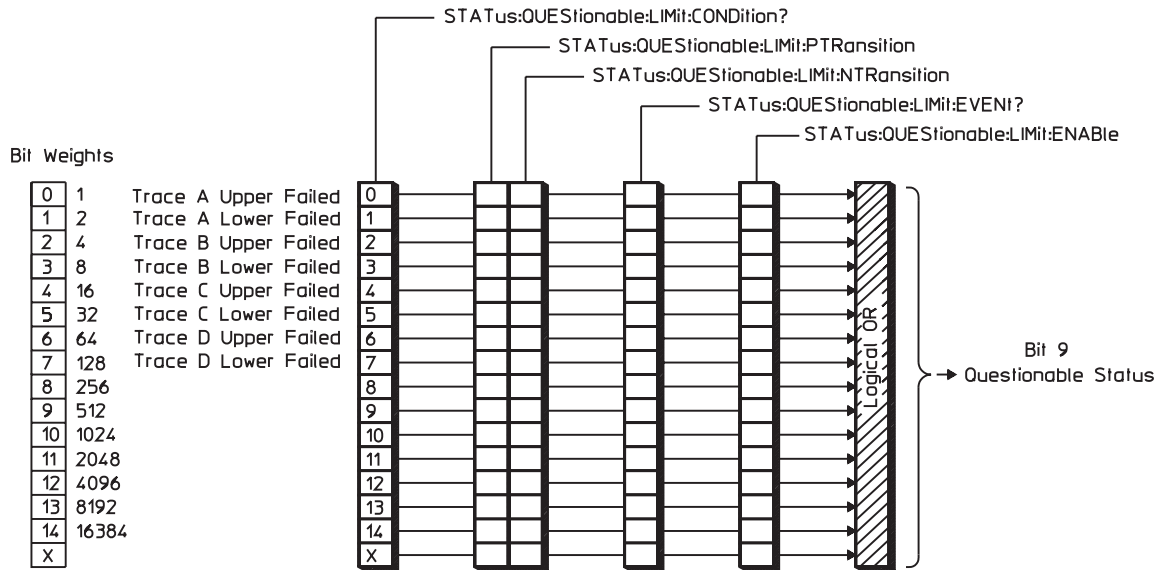 STATus:QUEStionable:LIMit:CONDition?
STATus:QUEStionable:LIMit:PTRansition
STATus:QUEStionable:LIMit:NTRansition
STATus:QUEStionable:LIMit:EVENt?
STATus:QUEStionable:LIMit:ENABle
Bit Weights
0 1 Trace A Upper Failed 0
1 2 Trace A Lower Failed 1
2 4 Trace B Upper Failed 2
3 8 Trace B Lower Failed 3
4 16 Trace C Upper Failed 4
5 32 Trace C Lower Failed 5
6 64 Trace D Upper Failed 6
7 128 Trace D Lower Failed 7
8 256 8
9 512 9
10 1024 10
11 2048 11
12 4096 12
13 8192 13
14 16384 14
X X
Logical OR
Bit 9
Questionable Status